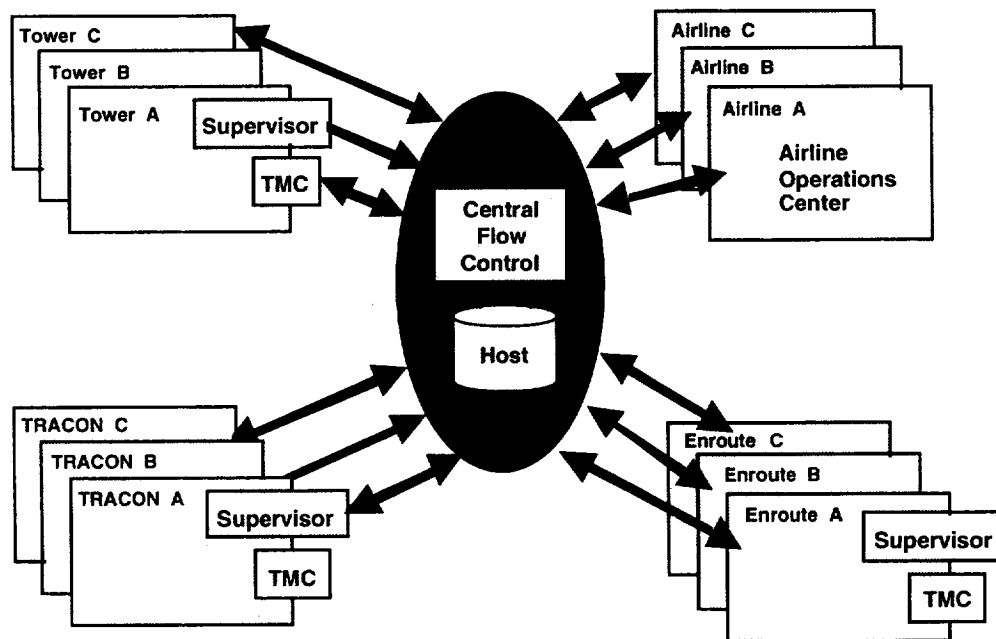 Tower C
Tower B
Tower A
Supervisor
TMC
Airline C
Airline B
Airline A
Airline
Operations
Center
Central
Flow
Control
Host
TRACON C
TRACON B
TRACON A
Supervisor
TMC
Enroute C
Enroute B
Enroute A
Supervisor
TMC